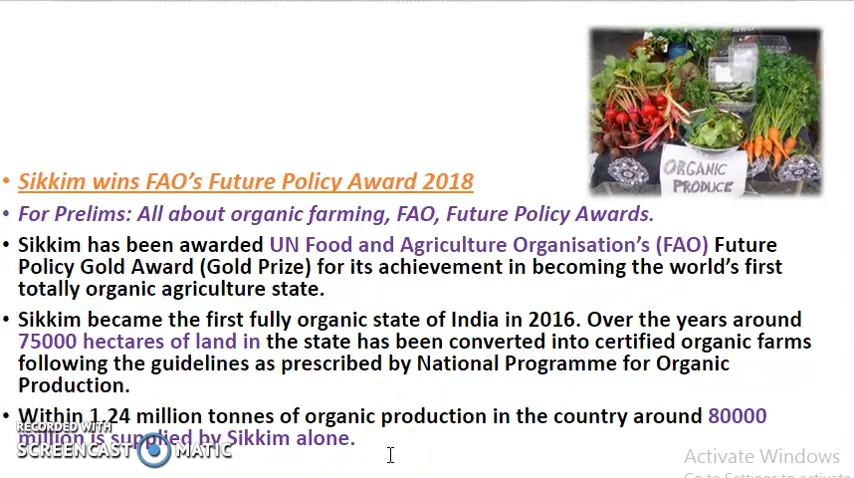 ORGANIC
PRODUCE
• Sikkim wins FAO's Future Policy Award 2018
• For Prelims: All about organic farming, FAO, Future Policy Awards.
• Sikkim has been awarded UN Food and Agriculture Organisation's (FAO) Future
Policy Gold Award (Gold Prize) for its achievement in becoming the world's first
totally organic agriculture state.
• Sikkim became the first fully organic state of India in 2016. Over the years around
75000 hectares of land in the state has been converted into certified organic farms
following the guidelines as prescribed by National Programme for Organic
Production.
• Within 1.24 million tonnes of organic production in the country around 80000
million is supplied by Sikkim alone.
RECORDED WITH
SCREENCAST MATIC
Activate Windows
Go to Settings to activate